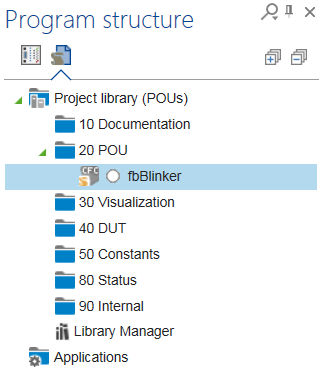 Program structure
Project library (POUs)
10 Documentation
20 POU
CFC fbBlinker
30 Visualization
40 DUT
50 Constants
80 Status
90 Internal
Library Manager
Applications